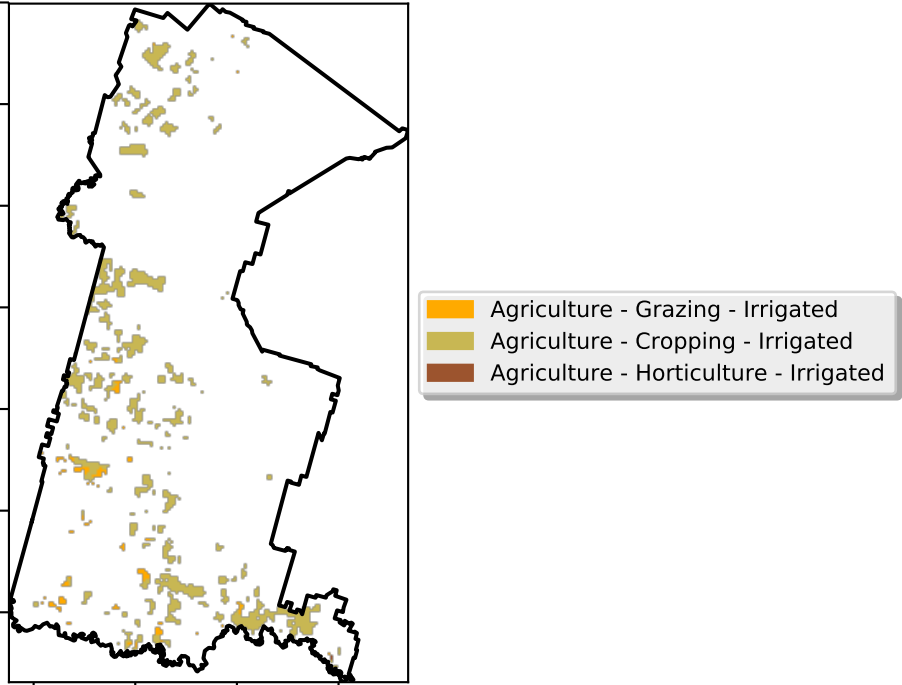 Agriculture - Grazing - Irrigated
Agriculture - Cropping - Irrigated
Agriculture - Horticulture - Irrigated